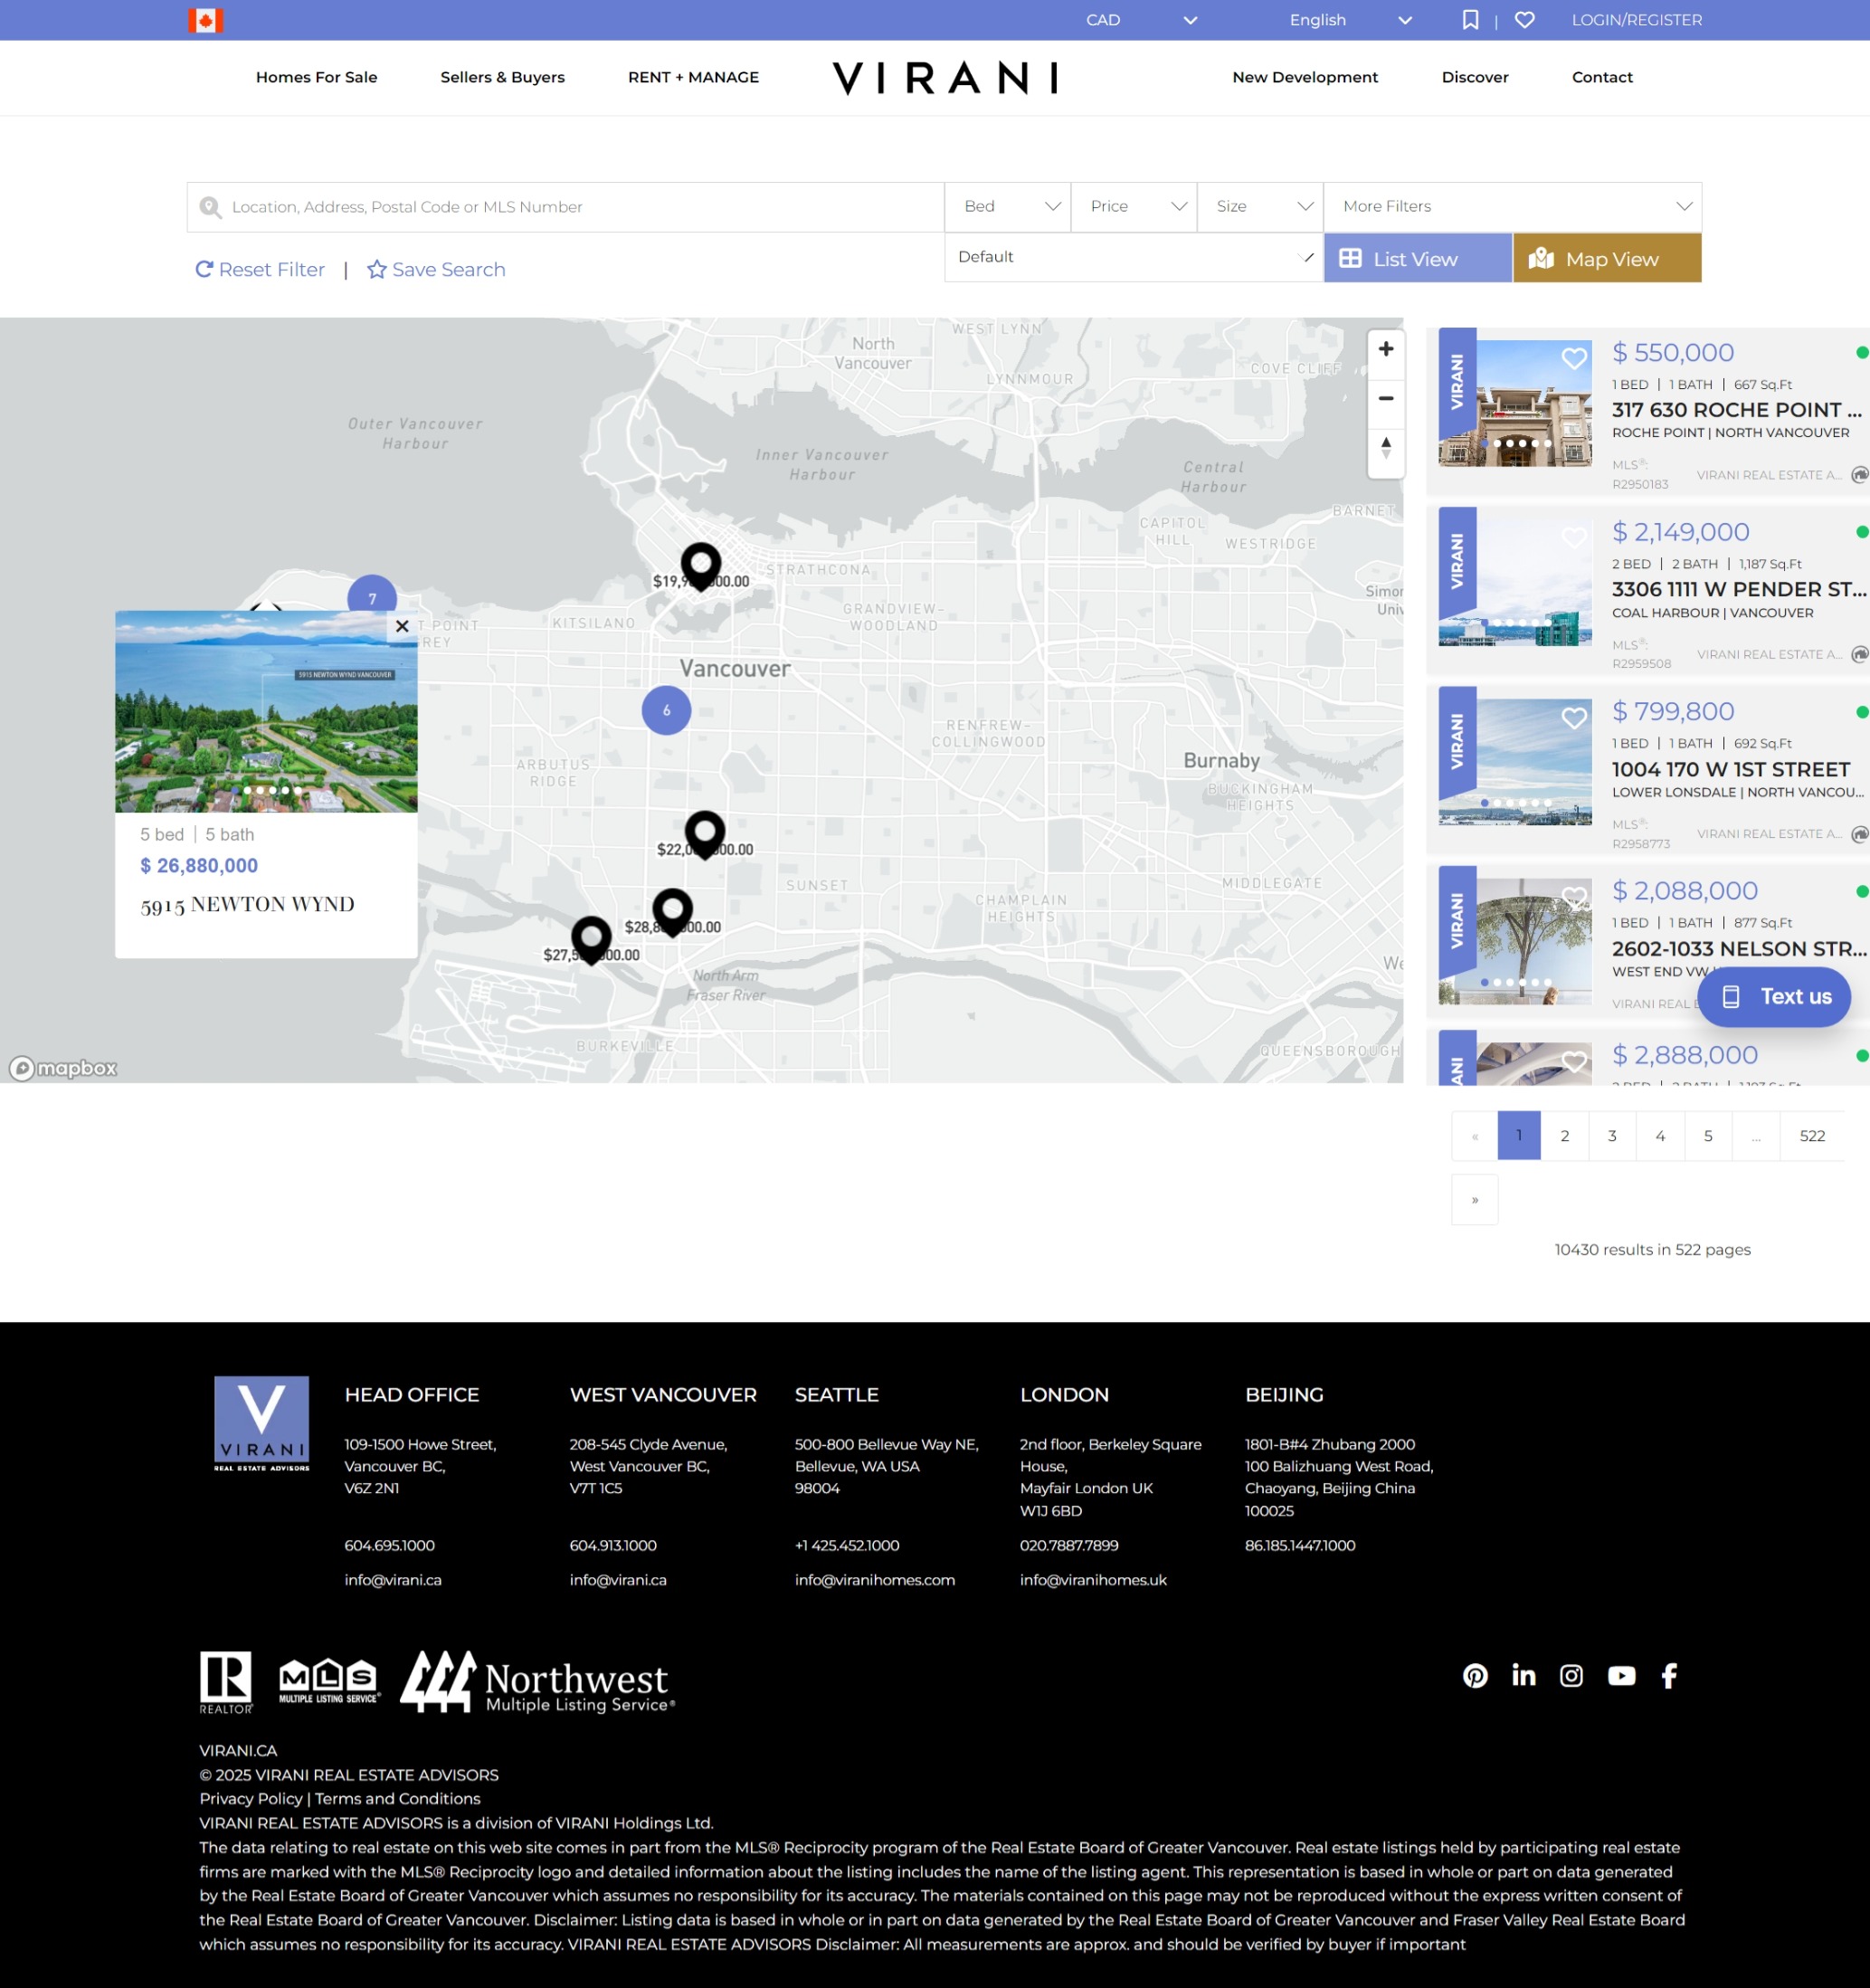 CAD
English
|
LOGIN/REGISTER
Homes For Sale
Sellers & Buyers
RENT + MANAGE
VIRANI
New Development
Discover
Contact
Location, Address, Postal Code or MLS Number
Bed
Price
Size
More Filters
Reset Filter | Save Search
Default
List View
Map View
WEST LYNN
North
Vancouver
LYNNMOUR
COVE CLIFF
Outer Vancouver
Harbour
Inner Vancouver
Harbour
Central
Harbour
BARNET
CAPITOL
HILL
WESTRIDGE
STRATHCONA
7
T POINT
REY
KITSILANO
GRANDVIEW-
WOODLAND
Vancouver
6
RENFREW-
COLLINGWOOD
ARBUTUS
RIDGE
Burnaby
BUCKINGHAM
HEIGHTS
SUNSET
MIDDLEGATE
CHAMPLAIN
HEIGHTS
North Arm
Fraser River
BURKEVILLE
QUEENSBOROUGH
mapbox
5915 NEWTON WYND VANCOUVER
5 bed | 5 bath
$ 26,880,000
5915 NEWTON WYND
VIRANI
$ 550,000
1 BED | 1 BATH | 667 Sq.Ft
317 630 ROCHE POINT ...
ROCHE POINT | NORTH VANCOUVER
MLS®:
R2950183
VIRANI REAL ESTATE A...
VIRANI
$ 2,149,000
2 BED | 2 BATH | 1,187 Sq.Ft
3306 1111 W PENDER ST...
COAL HARBOUR | VANCOUVER
MLS®:
R2959508
VIRANI REAL ESTATE A...
VIRANI
$ 799,800
1 BED | 1 BATH | 692 Sq.Ft
1004 170 W 1ST STREET
LOWER LONSDALE | NORTH VANCOU...
MLS®:
R2958773
VIRANI REAL ESTATE A...
VIRANI
$ 2,088,000
1 BED | 1 BATH | 877 Sq.Ft
2602-1033 NELSON STR...
WEST END VW
VIRANI REAL
Text us
$ 2,888,000
« 1 2 3 4 5 ... 522
»
10430 results in 522 pages
V
VIRANI
REAL ESTATE ADVISORS
HEAD OFFICE
109-1500 Howe Street,
Vancouver BC,
V6Z 2N1
604.695.1000
info@virani.ca
WEST VANCOUVER
208-545 Clyde Avenue,
West Vancouver BC,
V7T 1C5
604.913.1000
info@virani.ca
SEATTLE
500-800 Bellevue Way NE,
Bellevue, WA USA
98004
+1 425.452.1000
info@viranihomes.com
LONDON
2nd floor, Berkeley Square
House,
Mayfair London UK
W1J 6BD
020.7887.7899
info@viranihomes.uk
BEIJING
1801-B#4 Zhubang 2000
100 Balizhuang West Road,
Chaoyang, Beijing China
100025
86.185.1447.1000
R
REALTOR®
MLS
MULTIPLE LISTING SERVICE®
Northwest
Multiple Listing Service®
VIRANI.CA
© 2025 VIRANI REAL ESTATE ADVISORS
Privacy Policy | Terms and Conditions
VIRANI REAL ESTATE ADVISORS is a division of VIRANI Holdings Ltd.
The data relating to real estate on this web site comes in part from the MLS® Reciprocity program of the Real Estate Board of Greater Vancouver. Real estate listings held by participating real estate
firms are marked with the MLS® Reciprocity logo and detailed information about the listing includes the name of the listing agent. This representation is based in whole or part on data generated
by the Real Estate Board of Greater Vancouver which assumes no responsibility for its accuracy. The materials contained on this page may not be reproduced without the express written consent of
the Real Estate Board of Greater Vancouver. Disclaimer: Listing data is based in whole or in part on data generated by the Real Estate Board of Greater Vancouver and Fraser Valley Real Estate Board
which assumes no responsibility for its accuracy. VIRANI REAL ESTATE ADVISORS Disclaimer: All measurements are approx. and should be verified by buyer if important